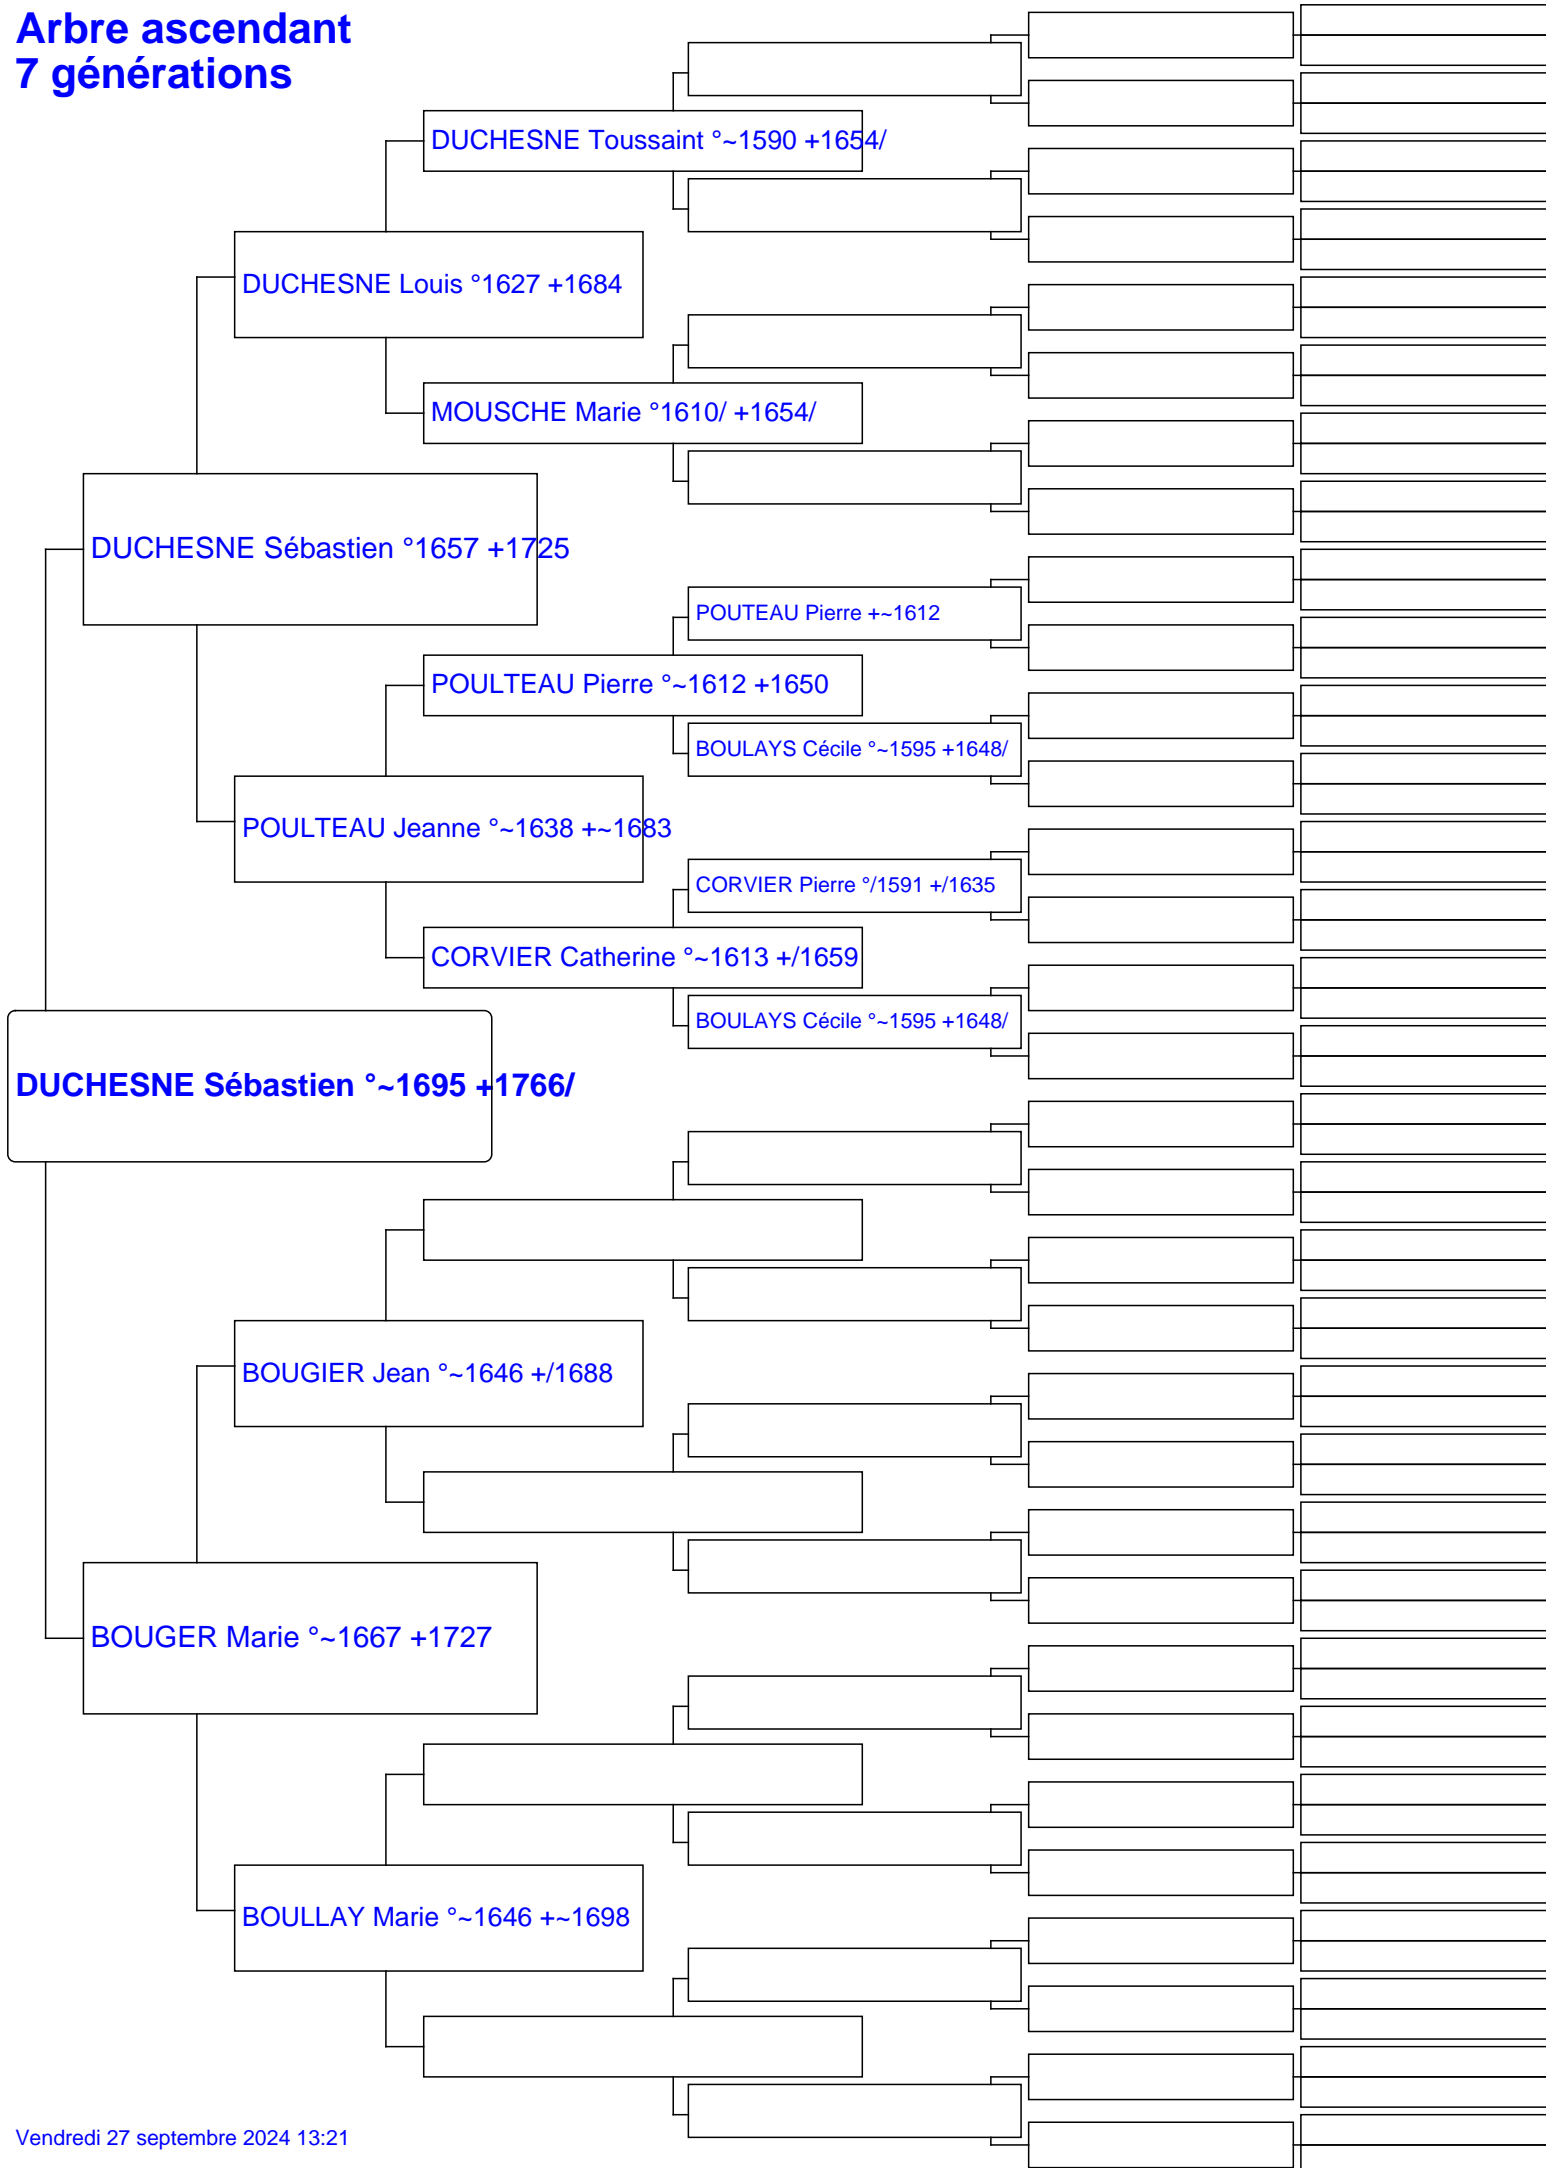 Arbre ascendant
7 générations
DUCHESNE Toussaint °~1590 +1654/
DUCHESNE Louis °1627 +1684
MOUSCHE Marie °1610/ +1654/
DUCHESNE Sébastien °1657 +1725
POUTEAU Pierre +~1612
POULTEAU Pierre °~1612 +1650
BOULAYS Cécile °~1595 +1648/
POULTEAU Jeanne °~1638 +~1683
CORVIER Pierre °/1591 +/1635
CORVIER Catherine °~1613 +/1659
BOULAYS Cécile °~1595 +1648/
DUCHESNE Sébastien °~1695 +1766/
BOUGIER Jean °~1646 +/1688
BOUGER Marie °~1667 +1727
BOULLAY Marie °~1646 +~1698
Vendredi 27 septembre 2024 13:21